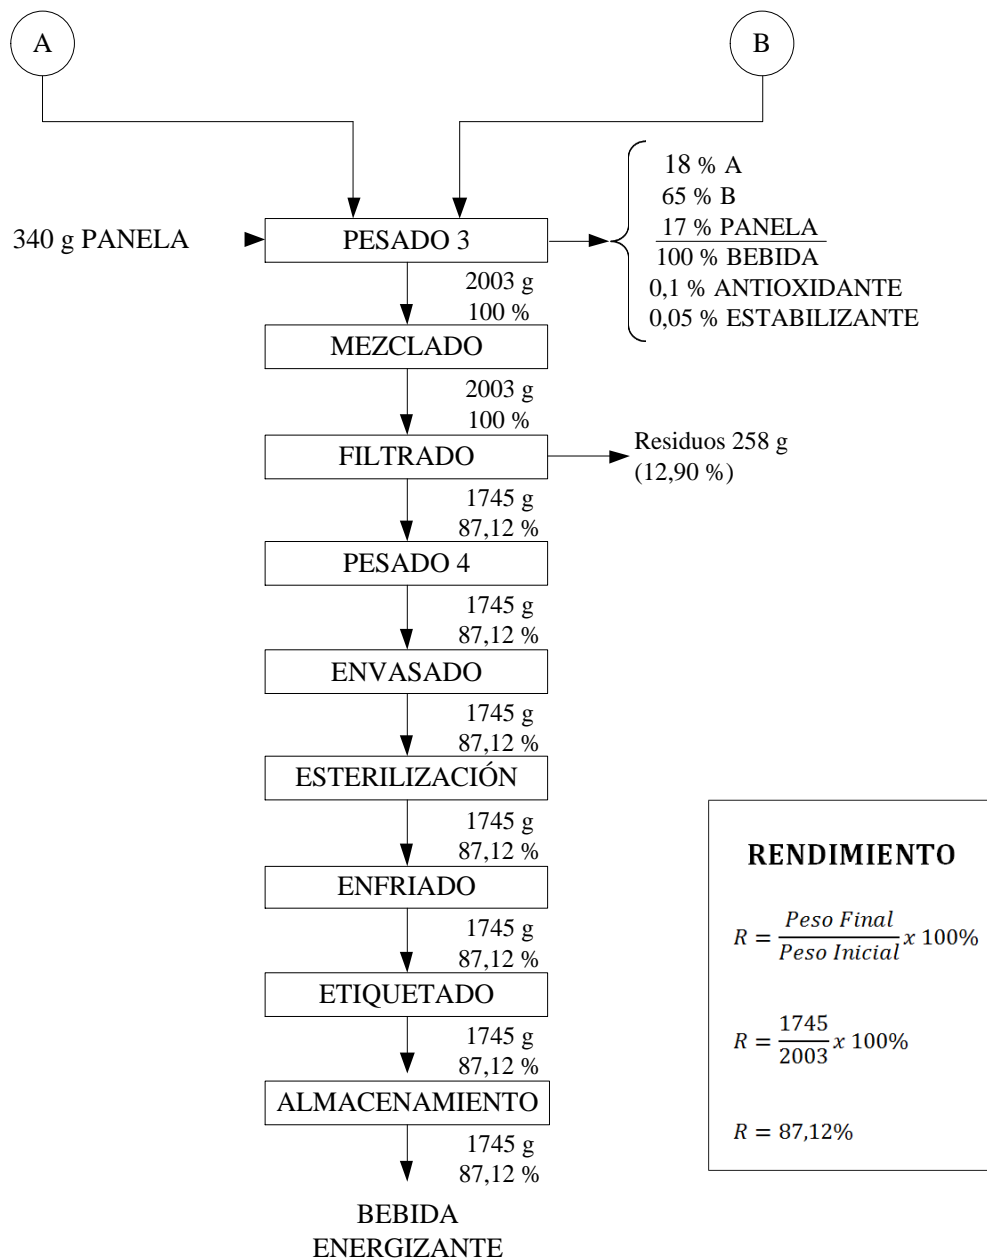 A
B
18 % A
65 % B
17 % PANELA
100 % BEBIDA
0,1 % ANTIOXIDANTE
0,05 % ESTABILIZANTE
340 g PANELA
PESADO 3
2003 g
100 %
MEZCLADO
2003 g
100 %
FILTRADO
Residuos 258 g
(12,90 %)
1745 g
87,12 %
PESADO 4
1745 g
87,12 %
ENVASADO
1745 g
87,12 %
ESTERILIZACIÓN
1745 g
87,12 %
ENFRIADO
1745 g
87,12 %
ETIQUETADO
1745 g
87,12 %
ALMACENAMIENTO
1745 g
87,12 %
BEBIDA
ENERGIZANTE
RENDIMIENTO
R = Peso Final / Peso Inicial x 100%
R = 1745 / 2003 x 100%
R = 87,12%